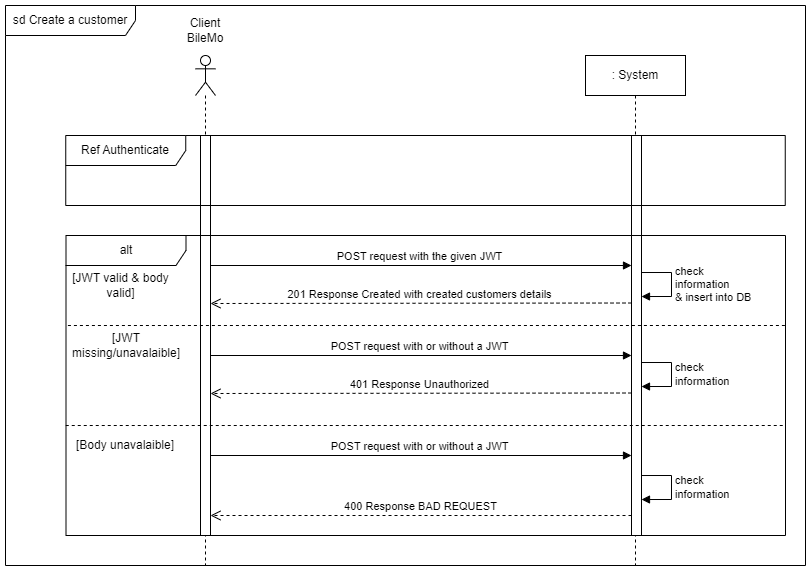 sd Create a customer
Client
BileMo
: System
Ref Authenticate
alt
POST request with the given JWT
[JWT valid & body
valid]
check
information
& insert into DB
201 Response Created with created customers details
[JWT
missing/unavalaible]
POST request with or without a JWT
check
information
401 Response Unauthorized
[Body unavalaible]
POST request with or without a JWT
check
information
400 Response BAD REQUEST